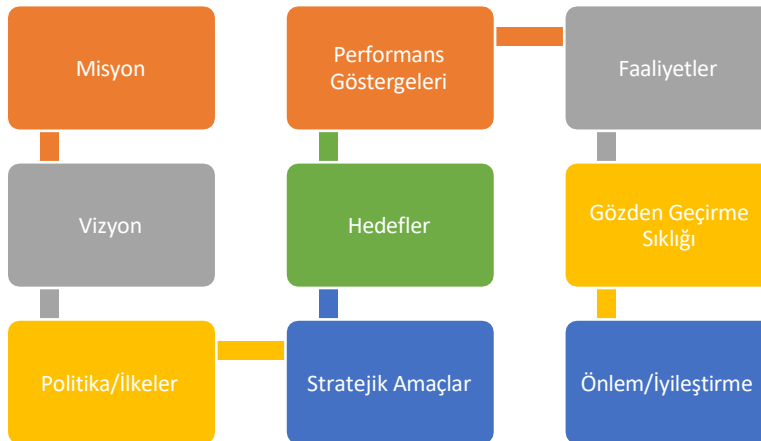 Misyon
Vizyon
Politika/İlkeler
Stratejik Amaçlar
Hedefler
Performans
Göstergeleri
Faaliyetler
Gözden Geçirme
Sıklığı
Önlem/İyileştirme